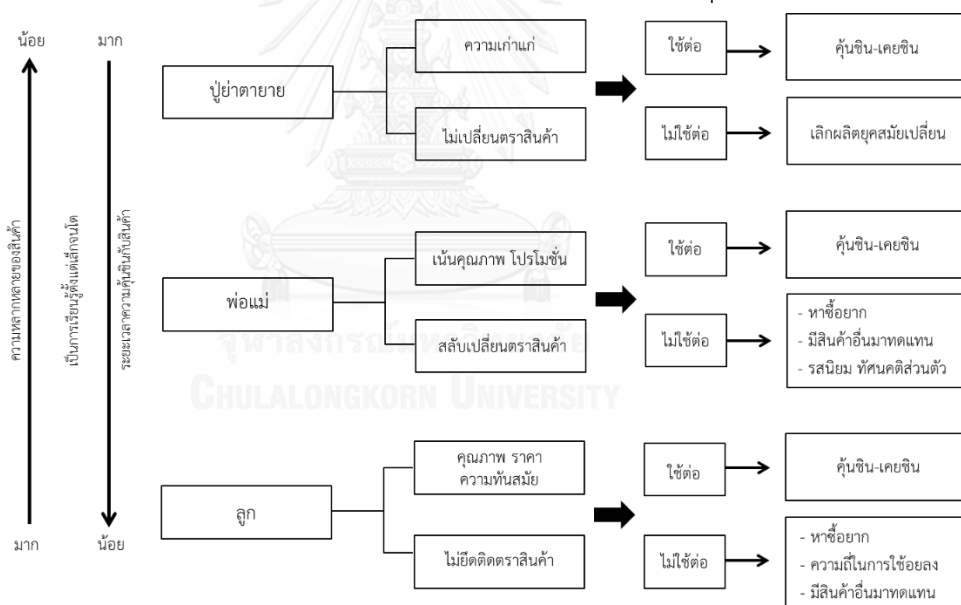 น้อย
มาก
ความหลากหลายของสินค้า
เป็นการเรียนรู้ตั้งแต่เล็กจนโต
ระยะเวลาความคุ้นชินกับสินค้า
มาก
น้อย
ปู่ย่าตายาย
ความเก่าแก่
ไม่เปลี่ยนตราสินค้า
ใช้ต่อ
คุ้นชิน-เคยชิน
ไม่ใช้ต่อ
เลิกผลิตยุคสมัยเปลี่ยน
พ่อแม่
เน้นคุณภาพ โปรโมชั่น
สลับเปลี่ยนตราสินค้า
ใช้ต่อ
คุ้นชิน-เคยชิน
ไม่ใช้ต่อ
- หาซื้อยาก
- มีสินค้าอื่นมาทดแทน
- รสนิยม ทัศนคติส่วนตัว
จุฬาลงกรณ์มหาวิทยาลัย
CHULALONGKORN UNIVERSITY
ลูก
คุณภาพ ราคา
ความทันสมัย
ไม่ยึดติดตราสินค้า
ใช้ต่อ
คุ้นชิน-เคยชิน
ไม่ใช้ต่อ
- หาซื้อยาก
- ความถี่ในการใช้อยลง
- มีสินค้าอื่นมาทดแทน